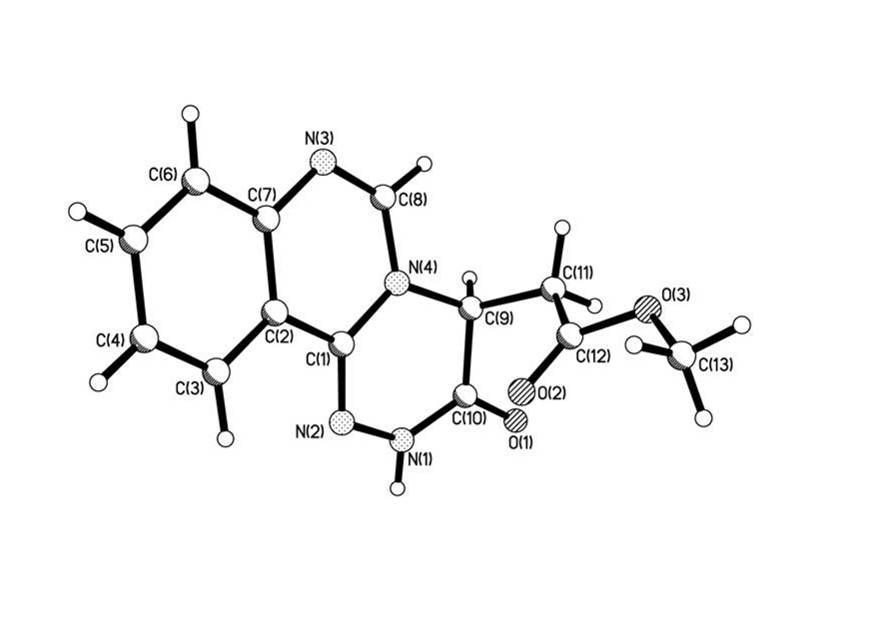 N(3)
C(6)
C(7)
C(8)
C(5)
N(4)
C(11)
O(3)
C(9)
C(4)
C(2)
C(1)
C(12)
C(13)
C(3)
O(2)
C(10)
N(2)
O(1)
N(1)